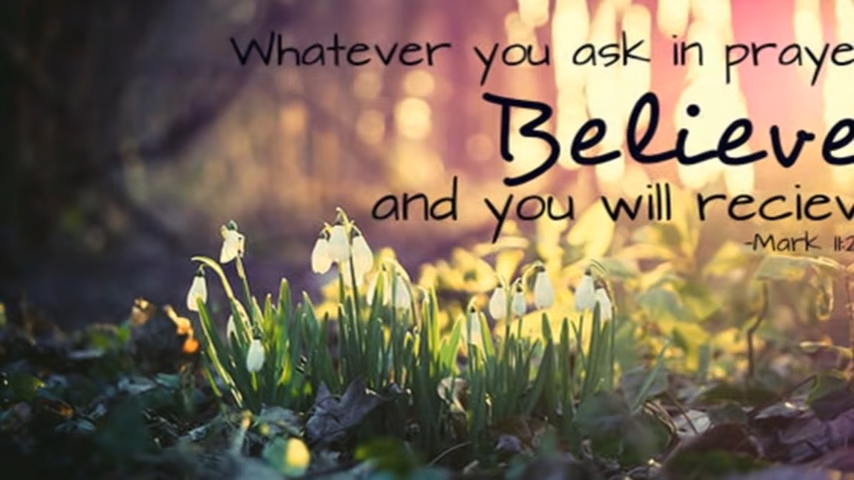 Whatever you ask in praye
Believe
and you will reciev
-Mark 11:2